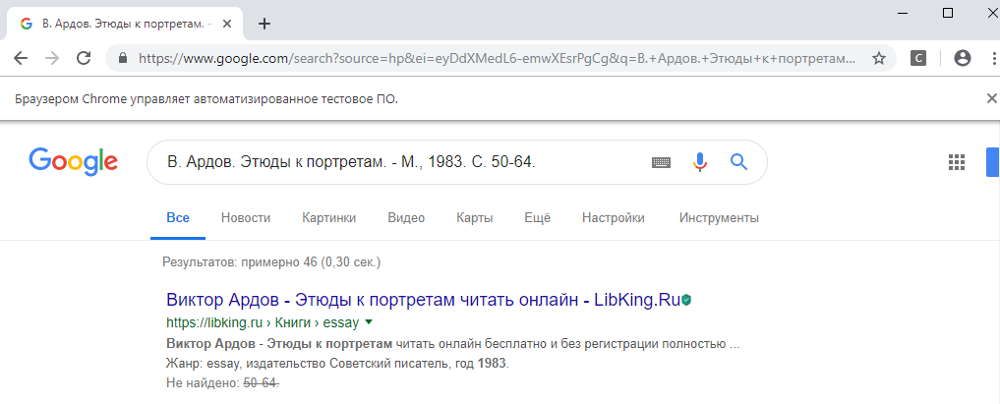 В. Ардов. Этюды к портретам. -
https://www.google.com/search?source=hp&ei=eyDdXMedL6-emwXEsrPgCg&q=В.+Ардов.+Этюды+к+портретам...
Браузером Chrome управляет автоматизированное тестовое ПО.
Google
В. Ардов. Этюды к портретам. - М., 1983. С. 50-64.
Все Новости Картинки Видео Карты Ещё Настройки Инструменты
Результатов: примерно 46 (0,30 сек.)
Виктор Ардов - Этюды к портретам читать онлайн - LibKing.Ru
https://libking.ru › Книги › essay
Виктор Ардов - Этюды к портретам читать онлайн бесплатно и без регистрации полностью ...
Жанр: essay, издательство Советский писатель, год 1983.
Не найдено: 50-64.